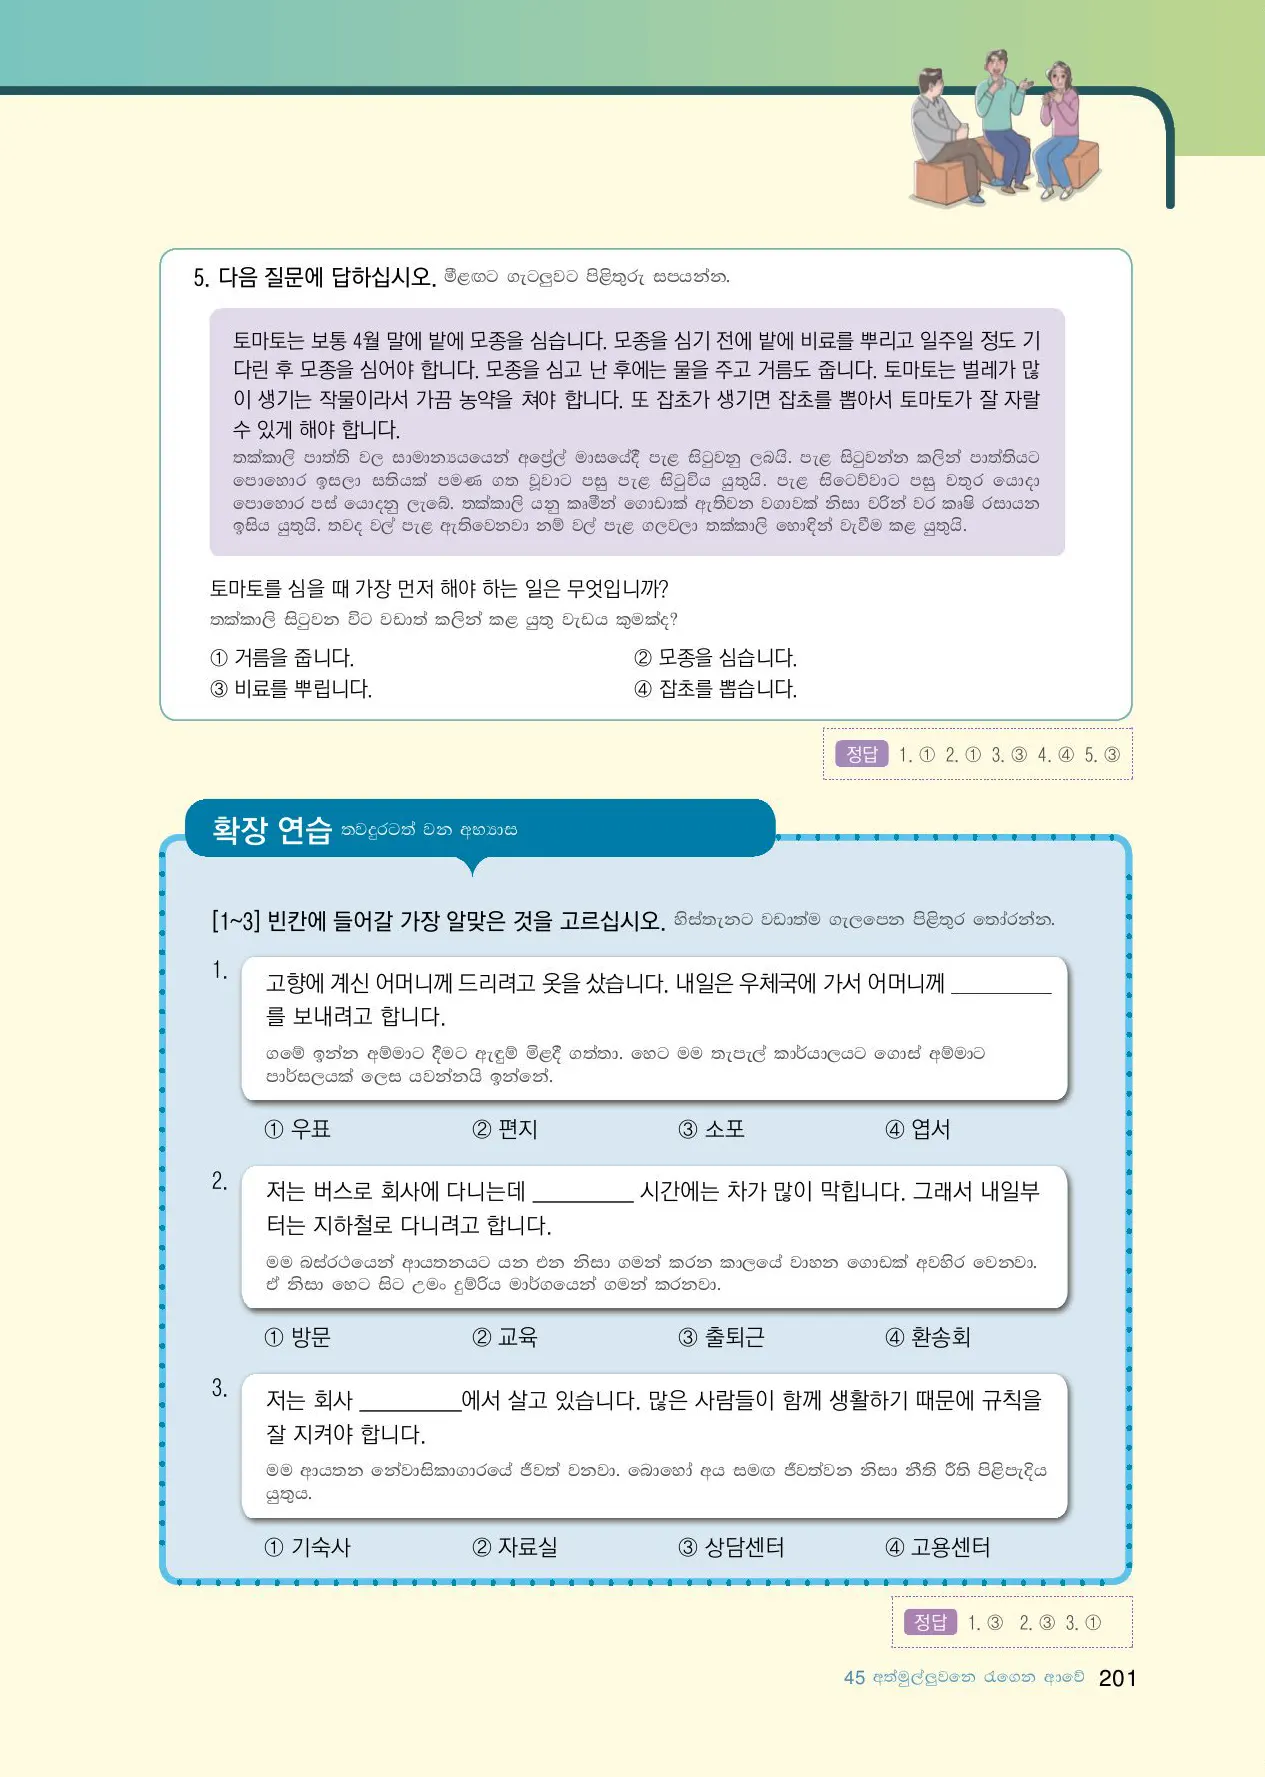 5. 다음 질문에 답하십시오. මීළඟට ගැටලුවට පිළිතුරු සපයන්න.
토마토는 보통 4월 말에 밭에 모종을 심습니다. 모종을 심기 전에 밭에 비료를 뿌리고 일주일 정도 기
다린 후 모종을 심어야 합니다. 모종을 심고 난 후에는 물을 주고 거름도 줍니다. 토마토는 벌레가 많
이 생기는 작물이라서 가끔 농약을 쳐야 합니다. 또 잡초가 생기면 잡초를 뽑아서 토마토가 잘 자랄
수 있게 해야 합니다.
තක්කාලි පාත්ති වල සාමාන්‍යයෙන් අප්‍රේල් මාසයේදී පැළ සිටුවනු ලබයි. පැළ සිටුවන්න කලින් පාත්තියට
පොහොර ඉසලා සතියක් පමණ ගත වූවාට පසු පැළ සිටුවිය යුතුයි. පැළ සිටෙව්වාට පසු වතුර යොදා
පොහොර පස් යොදනු ලැබේ. තක්කාලි යනු කෘමීන් ගොඩාක් ඇතිවන වගාවක් නිසා වරින් වර කෘෂි රසායන
ඉසිය යුතුයි. තවද වල් පැළ ඇතිවෙනවා නම් වල් පැළ ගලවලා තක්කාලි හොඳින් වැවීම කළ යුතුයි.
토마토를 심을 때 가장 먼저 해야 하는 일은 무엇입니까?
තක්කාලි සිටුවන විට වඩාත් කලින් කළ යුතු වැඩය කුමක්ද?
① 거름을 줍니다. ② 모종을 심습니다.
③ 비료를 뿌립니다. ④ 잡초를 뽑습니다.
정답 1. ① 2. ① 3. ③ 4. ④ 5. ③
확장 연습 තවදුරටත් වන අභ්‍යාස
[1~3] 빈칸에 들어갈 가장 알맞은 것을 고르십시오. හිස්තැනට වඩාත්ම ගැලපෙන පිළිතුර තෝරන්න.
1. 고향에 계신 어머니께 드리려고 옷을 샀습니다. 내일은 우체국에 가서 어머니께 _________
를 보내려고 합니다.
ගමේ ඉන්න අම්මාට දීමට ඇඳුම් මිළදී ගත්තා. හෙට මම තැපැල් කාර්යාලයට ගොස් අම්මාට
පාර්සලයක් ලෙස යවන්නයි ඉන්නේ.
① 우표 ② 편지 ③ 소포 ④ 엽서
2. 저는 버스로 회사에 다니는데 _________ 시간에는 차가 많이 막힙니다. 그래서 내일부
터는 지하철로 다니려고 합니다.
මම බස්රථයෙන් ආයතනයට යන එන නිසා ගමන් කරන කාලයේ වාහන ගොඩක් අවහිර වෙනවා.
ඒ නිසා හෙට සිට උමං දුම්රිය මාර්ගයෙන් ගමන් කරනවා.
① 방문 ② 교육 ③ 출퇴근 ④ 환송회
3. 저는 회사 _________에서 살고 있습니다. 많은 사람들이 함께 생활하기 때문에 규칙을
잘 지켜야 합니다.
මම ආයතන නේවාසිකාගාරයේ ජීවත් වනවා. බොහෝ අය සමඟ ජීවත්වන නිසා නීති රීති පිළිපැදිය
යුතුය.
① 기숙사 ② 자료실 ③ 상담센터 ④ 고용센터
정답 1. ③ 2. ③ 3. ①
45 අත්මුල්ලුවනෙ රැගෙන ආවේ 201